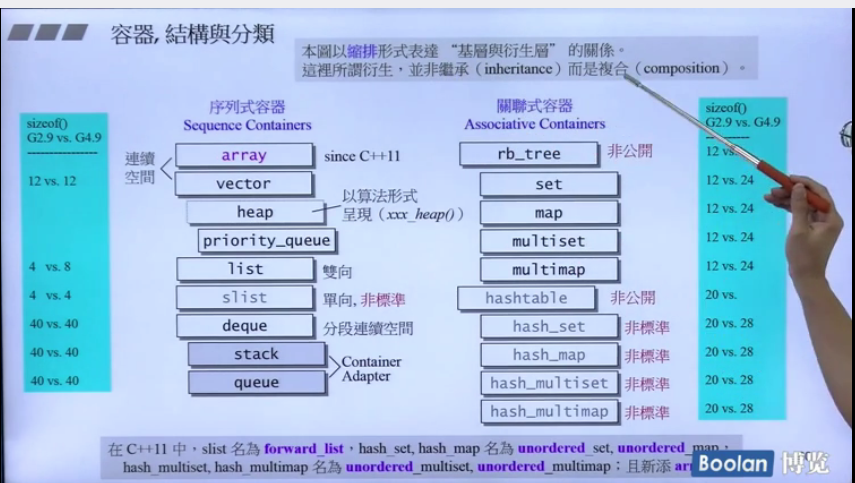 容器, 結構與分類
本圖以縮排形式表達 “基層與衍生層” 的關係。
這裡所謂衍生，並非繼承（inheritance）而是複合（composition）。
sizeof()
G2.9 vs. G4.9
----------------
12 vs. 12
4 vs. 8
4 vs. 4
40 vs. 40
40 vs. 40
40 vs. 40
序列式容器
Sequence Containers
連續
空間
array
since C++11
vector
heap
以算法形式
呈現（xxx_heap()）
priority_queue
list
雙向
slist
單向, 非標準
deque
分段連續空間
stack
queue
Container
Adapter
關聯式容器
Associative Containers
rb_tree
非公開
set
map
multiset
multimap
hashtable
非公開
hash_set
非標準
hash_map
非標準
hash_multiset
非標準
hash_multimap
非標準
sizeof()
G2.9 vs. G4.9
12 vs.
12 vs. 24
12 vs. 24
12 vs. 24
12 vs. 24
20 vs.
20 vs. 28
20 vs. 28
20 vs. 28
20 vs. 28
在 C++11 中，slist 名為 forward_list，hash_set, hash_map 名為 unordered_set, unordered_map，
hash_multiset, hash_multimap 名為 unordered_multiset, unordered_multimap；且新添
Boolan 博览